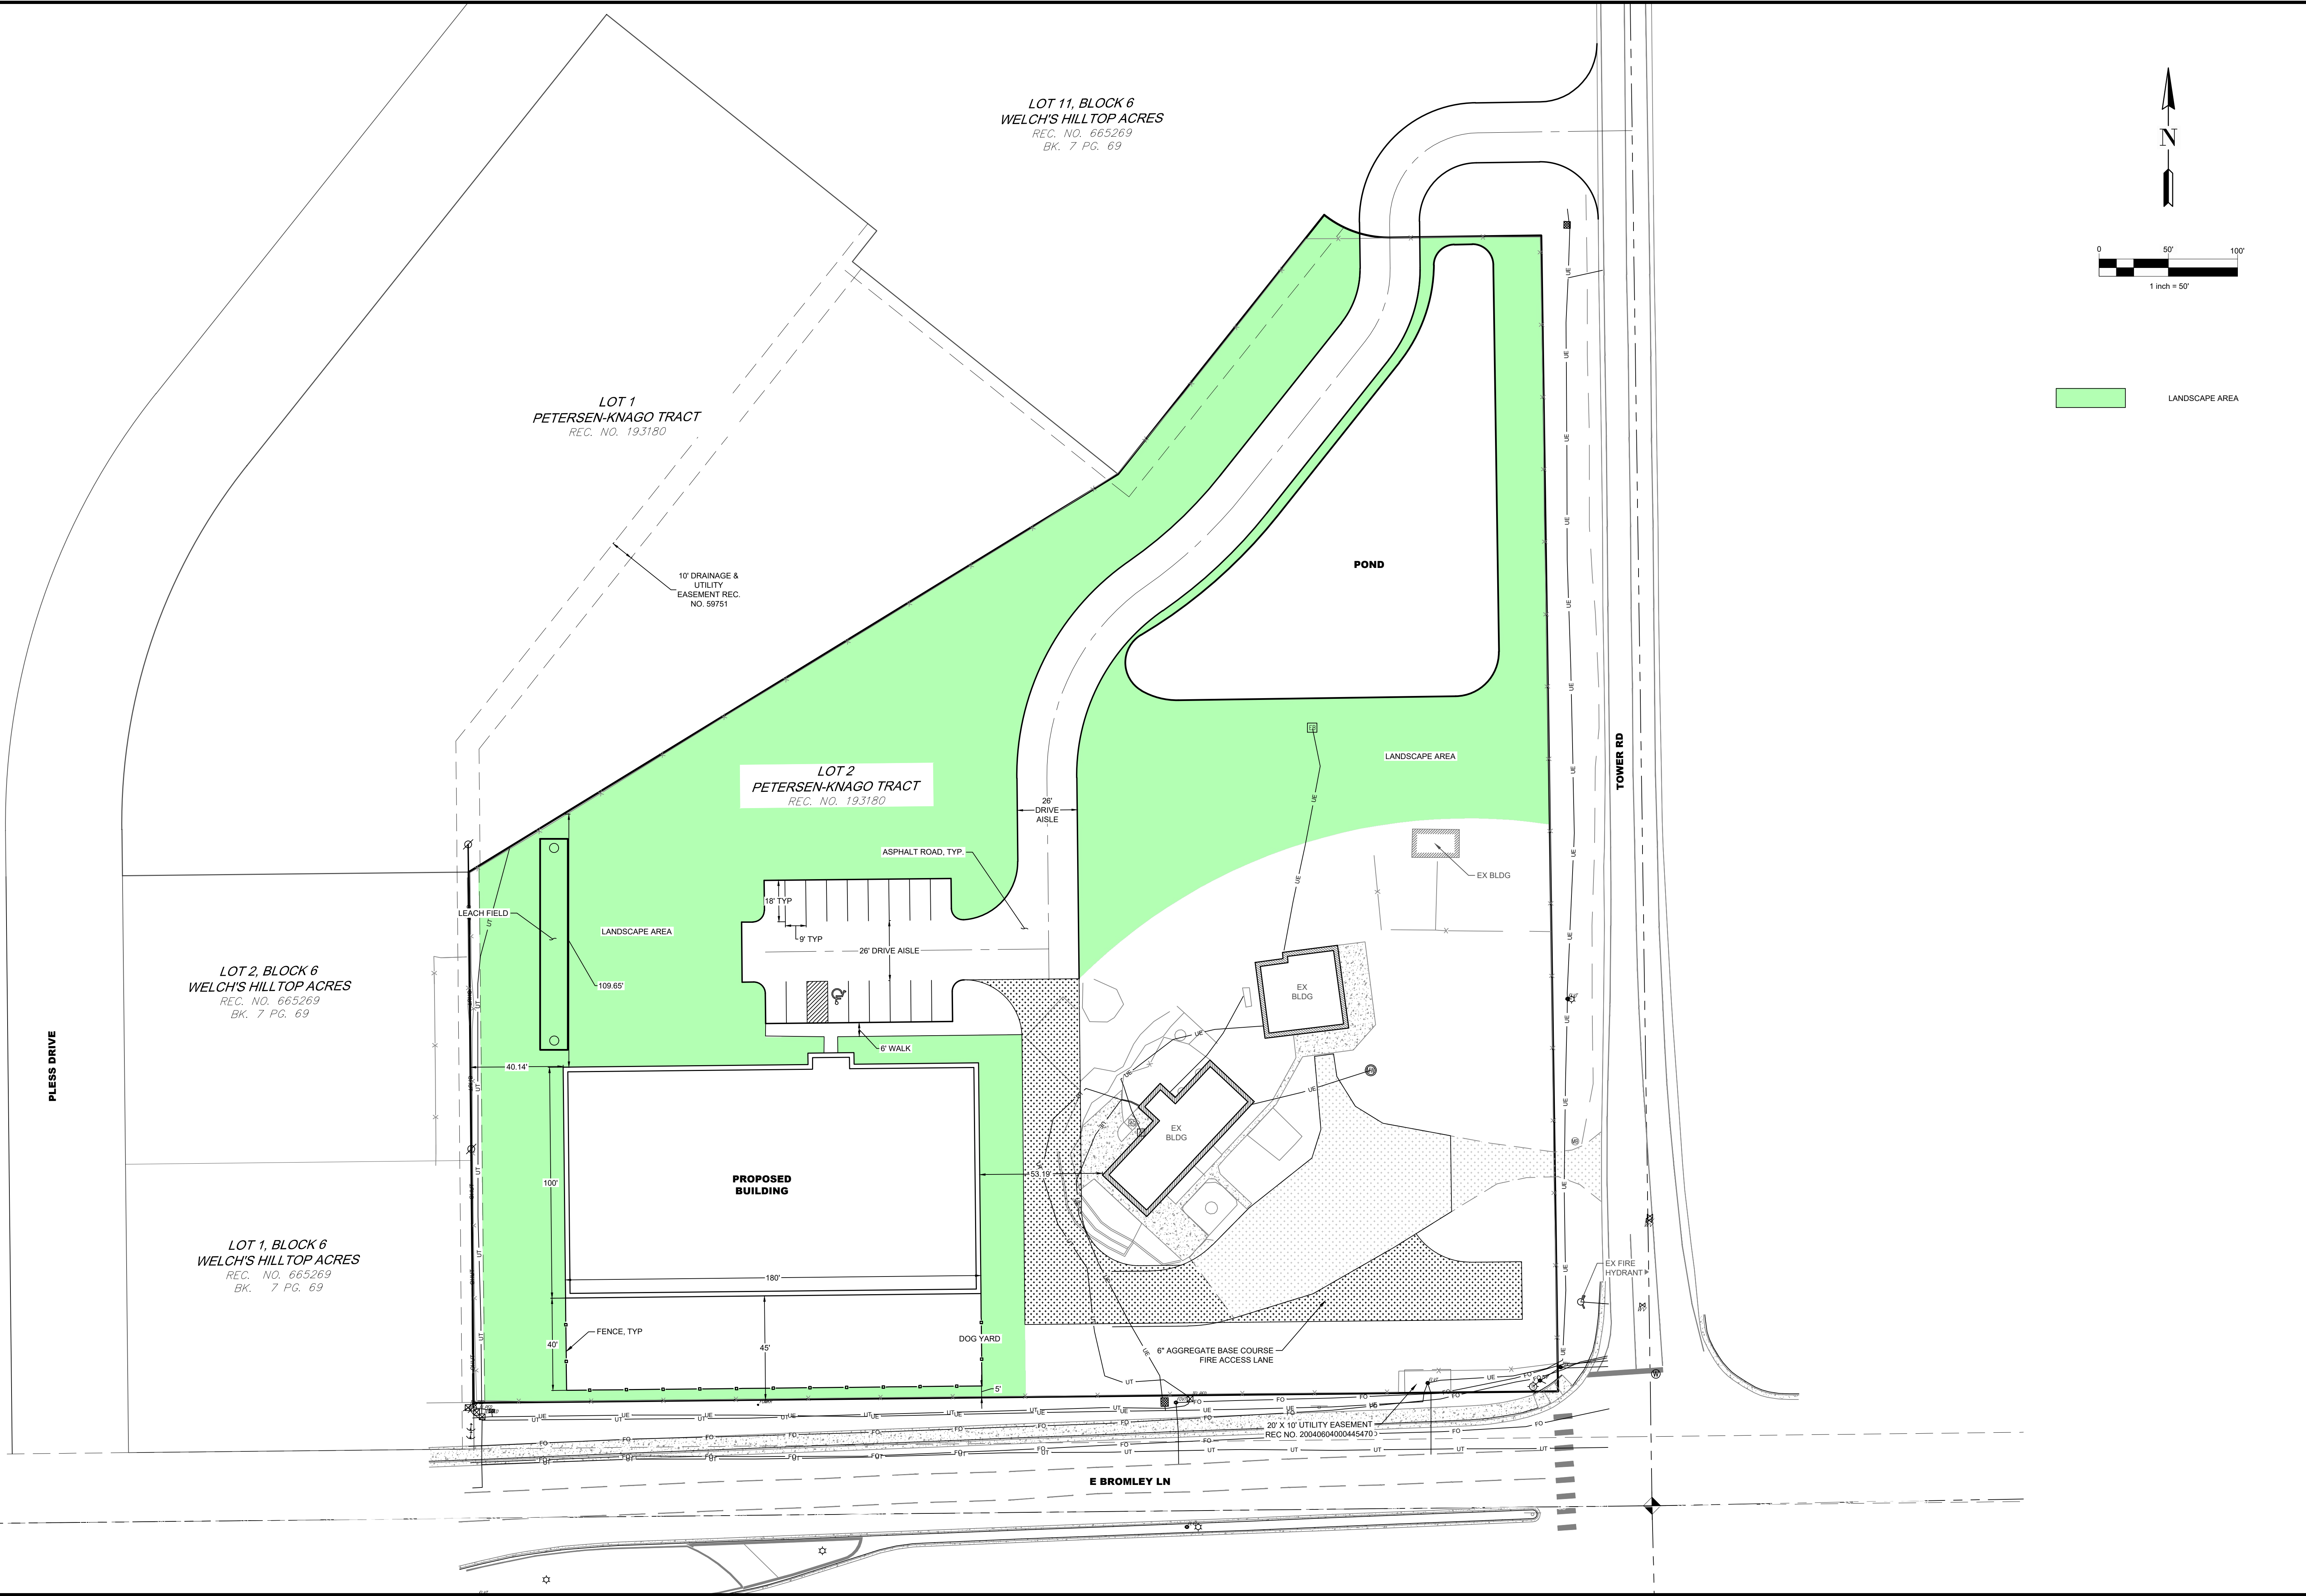 LOT 11, BLOCK 6
WELCH'S HILLTOP ACRES
REC. NO. 665269
BK. 7 PG. 69
N
0
50'
100'
1 inch = 50'
LANDSCAPE AREA
LOT 1
PETERSEN-KNAGO TRACT
REC. NO. 193180
10' DRAINAGE &
UTILITY
EASEMENT REC.
NO. 59751
POND
LOT 2
PETERSEN-KNAGO TRACT
REC. NO. 193180
LANDSCAPE AREA
TOWER RD
26'
DRIVE
AISLE
ASPHALT ROAD, TYP.
EX BLDG
18' TYP
9' TYP
26' DRIVE AISLE
LEACH FIELD
LANDSCAPE AREA
109.65'
LOT 2, BLOCK 6
WELCH'S HILLTOP ACRES
REC. NO. 665269
BK. 7 PG. 69
EX
BLDG
6' WALK
40.14'
PLESS DRIVE
EX
BLDG
53.19'
100'
PROPOSED
BUILDING
180'
LOT 1, BLOCK 6
WELCH'S HILLTOP ACRES
REC. NO. 665269
BK. 7 PG. 69
EX FIRE
HYDRANT
FENCE, TYP
DOG YARD
40'
45'
6" AGGREGATE BASE COURSE
FIRE ACCESS LANE
5'
20' X 10' UTILITY EASEMENT
REC NO. 20040604000445470
E BROMLEY LN
UE
UT
FO